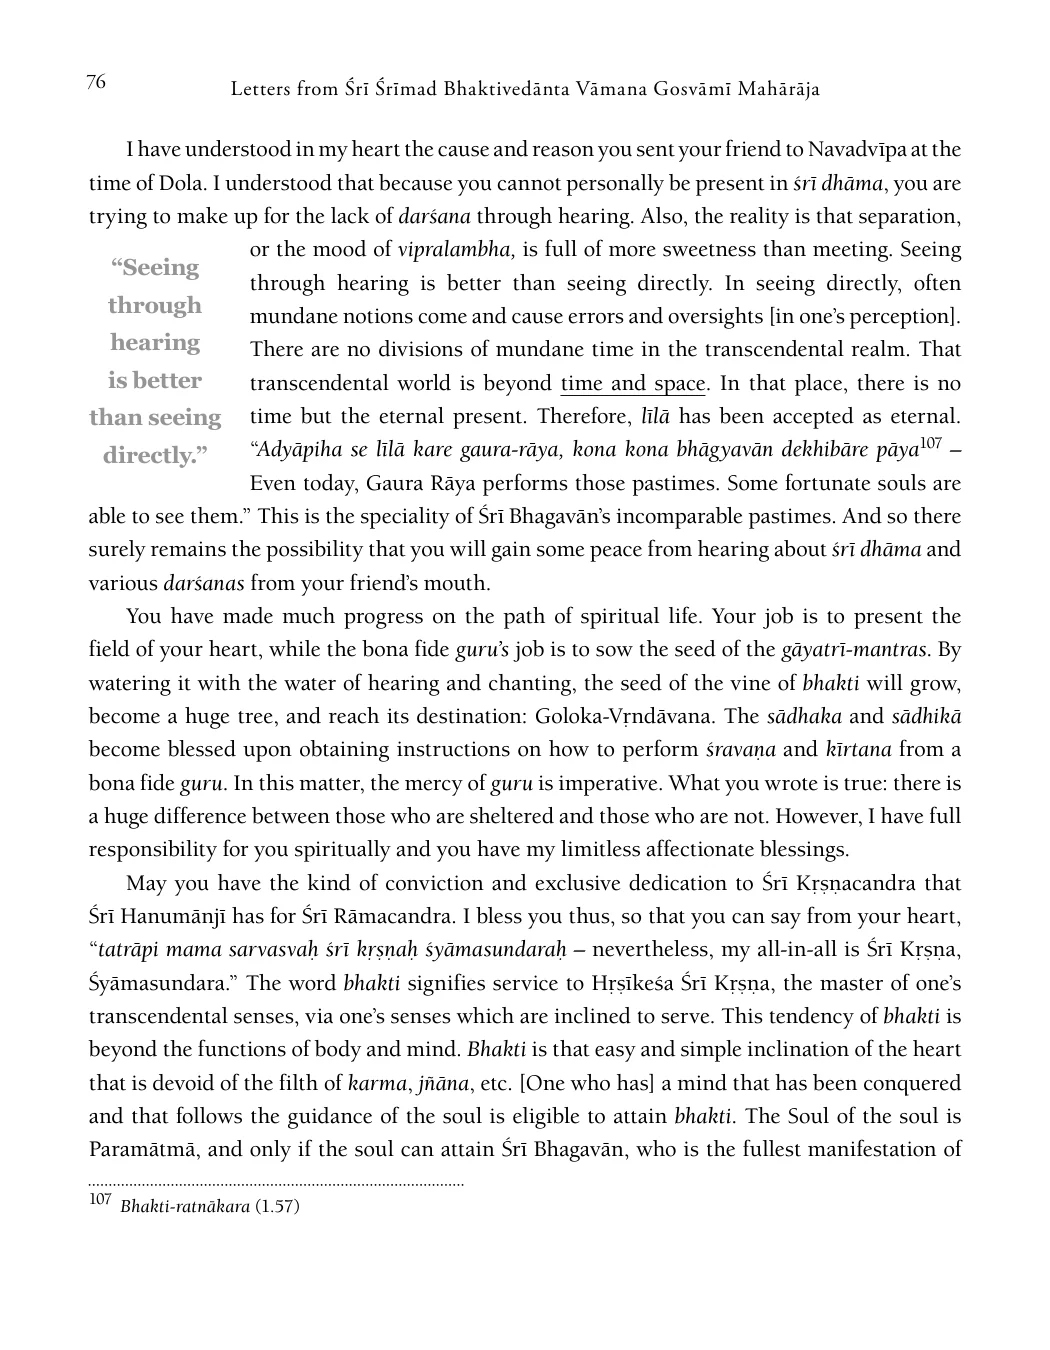 76
Letters from Śrī Śrīmad Bhaktivedānta Vāmana Gosvāmī Mahārāja
I have understood in my heart the cause and reason you sent your friend to Navadvīpa at the
time of Dola. I understood that because you cannot personally be present in śrī dhāma, you are
trying to make up for the lack of darśana through hearing. Also, the reality is that separation,
or the mood of vipralambha, is full of more sweetness than meeting. Seeing
through hearing is better than seeing directly. In seeing directly, often
mundane notions come and cause errors and oversights [in one’s perception].
There are no divisions of mundane time in the transcendental realm. That
transcendental world is beyond time and space. In that place, there is no
time but the eternal present. Therefore, līlā has been accepted as eternal.
“Adyāpiha se līlā kare gaura-rāya, kona kona bhāgyavān dekhibāre pāya107 –
Even today, Gaura Rāya performs those pastimes. Some fortunate souls are
“Seeing
through
hearing
is better
than seeing
directly.”
able to see them.” This is the speciality of Śrī Bhagavān’s incomparable pastimes. And so there
surely remains the possibility that you will gain some peace from hearing about śrī dhāma and
various darśanas from your friend’s mouth.
You have made much progress on the path of spiritual life. Your job is to present the
field of your heart, while the bona fide guru’s job is to sow the seed of the gāyatrī-mantras. By
watering it with the water of hearing and chanting, the seed of the vine of bhakti will grow,
become a huge tree, and reach its destination: Goloka-Vṛndāvana. The sādhaka and sādhikā
become blessed upon obtaining instructions on how to perform śravaṇa and kīrtana from a
bona fide guru. In this matter, the mercy of guru is imperative. What you wrote is true: there is
a huge difference between those who are sheltered and those who are not. However, I have full
responsibility for you spiritually and you have my limitless affectionate blessings.
May you have the kind of conviction and exclusive dedication to Śrī Kṛṣṇacandra that
Śrī Hanumānjī has for Śrī Rāmacandra. I bless you thus, so that you can say from your heart,
“tatrāpi mama sarvasvaḥ śrī kṛṣṇaḥ śyāmasundaraḥ – nevertheless, my all-in-all is Śrī Kṛṣṇa,
Śyāmasundara.” The word bhakti signifies service to Hṛṣīkeśa Śrī Kṛṣṇa, the master of one’s
transcendental senses, via one’s senses which are inclined to serve. This tendency of bhakti is
beyond the functions of body and mind. Bhakti is that easy and simple inclination of the heart
that is devoid of the filth of karma, jñāna, etc. [One who has] a mind that has been conquered
and that follows the guidance of the soul is eligible to attain bhakti. The Soul of the soul is
Paramātmā, and only if the soul can attain Śrī Bhagavān, who is the fullest manifestation of
107 Bhakti-ratnākara (1.57)